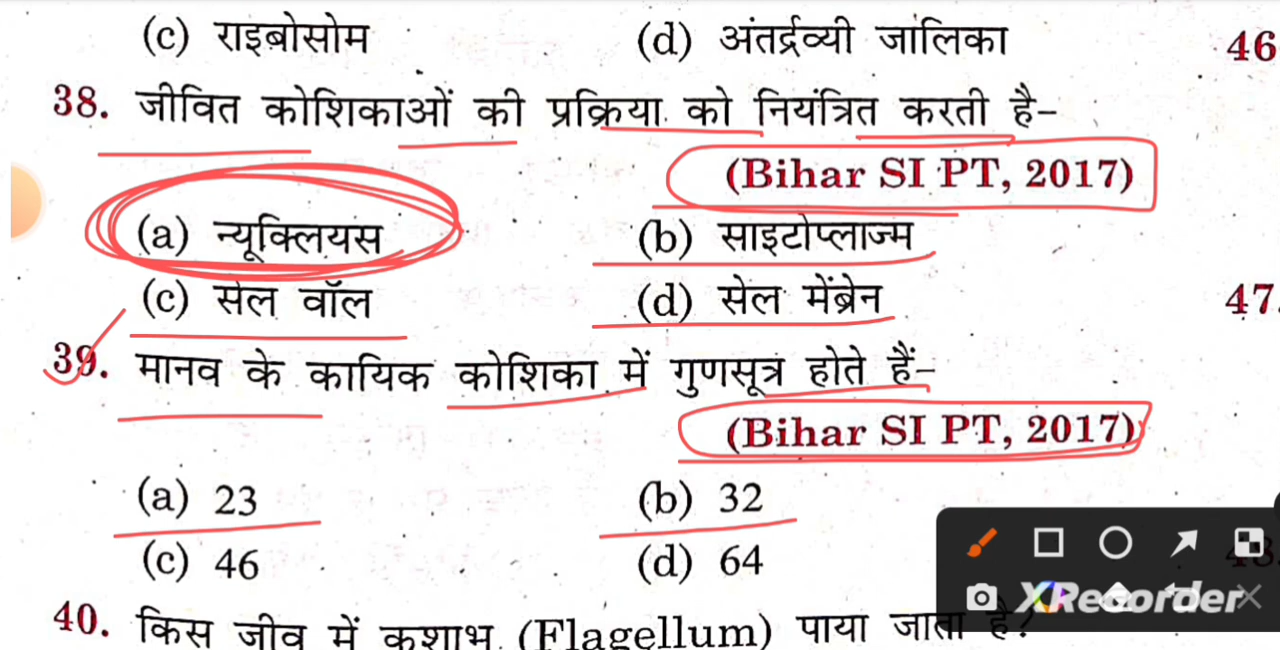 (c) राइबोसोम (d) अंतर्द्रव्यी जालिका
46
38. जीवित कोशिकाओं की प्रक्रिया को नियंत्रित करती है–
(Bihar SI PT, 2017)
(a) न्यूक्लियस (b) साइटोप्लाज्म
(c) सेल वॉल (d) सेल मेंब्रेन
47.
39. मानव के कायिक कोशिका में गुणसूत्र होते हैं–
(Bihar SI PT, 2017)
(a) 23 (b) 32
(c) 46 (d) 64
48.
XRecorder
40. किस जीव में कशाभ (Flagellum) पाया जाता है?